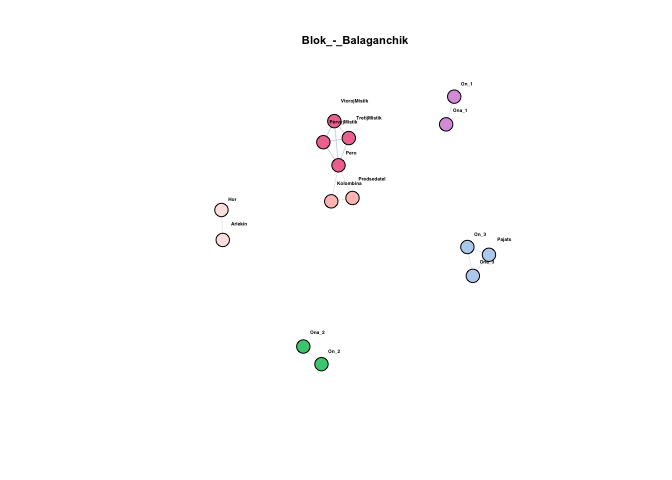 Blok_-_Balaganchik
On_1
VtorojMistik
Ona_1
TretijMistik
PervyjMistik
Pero
Predsedatel
Kolombina
Hor
Arlekin
On_3
Pajats
Ona_3
Ona_2
On_2